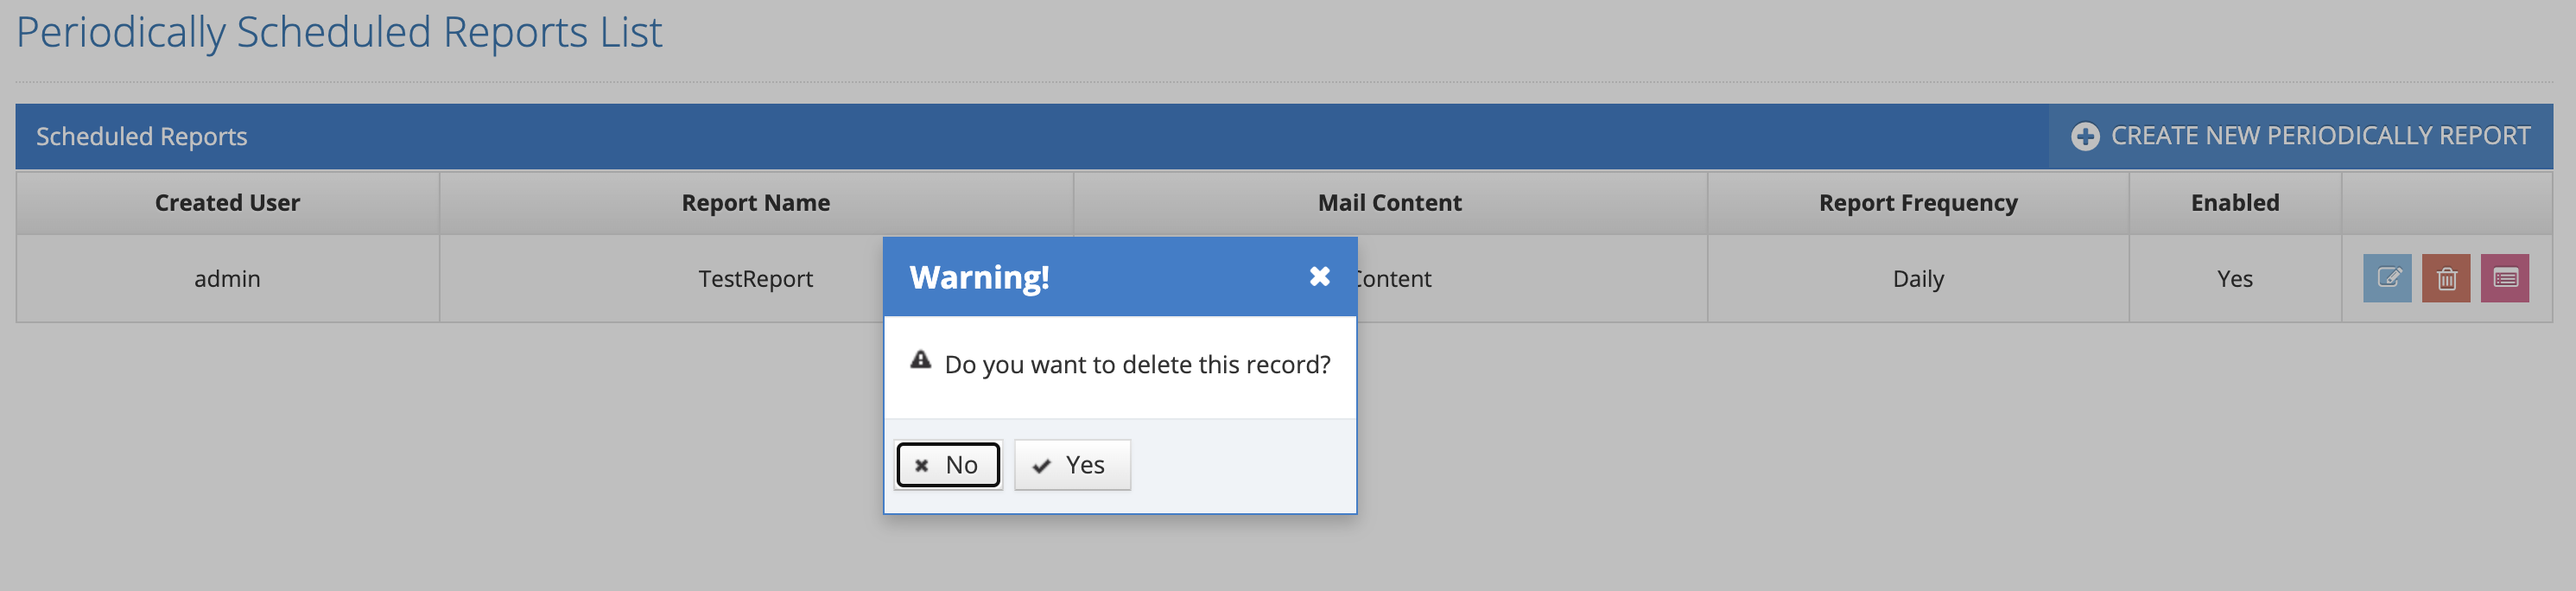 Periodically Scheduled Reports List
Scheduled Reports
CREATE NEW PERIODICALLY REPORT
Created User
Report Name
Mail Content
Report Frequency
Enabled
admin
TestReport
Content
Daily
Yes
Warning!
Do you want to delete this record?
No
Yes